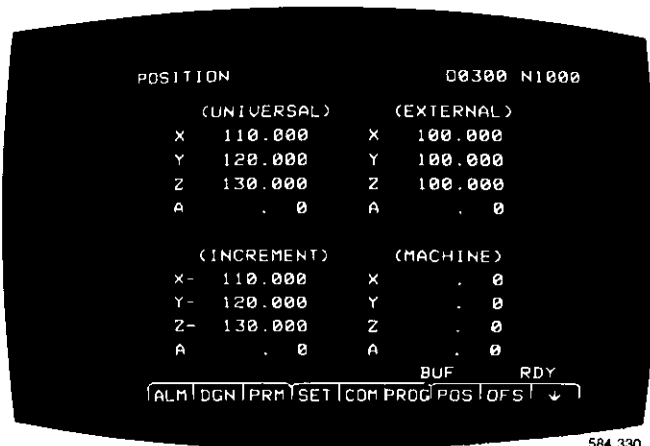 POSITION O0300 N1000
(UNIVERSAL) (EXTERNAL)
X 110.000 X 100.000
Y 120.000 Y 100.000
Z 130.000 Z 100.000
A . 0 A . 0
(INCREMENT) (MACHINE)
X- 110.000 X . 0
Y- 120.000 Y . 0
Z- 130.000 Z . 0
A . 0 A . 0
BUF RDY
ALM DGN PRM SET COM PROG POS OFS ↓
584 330